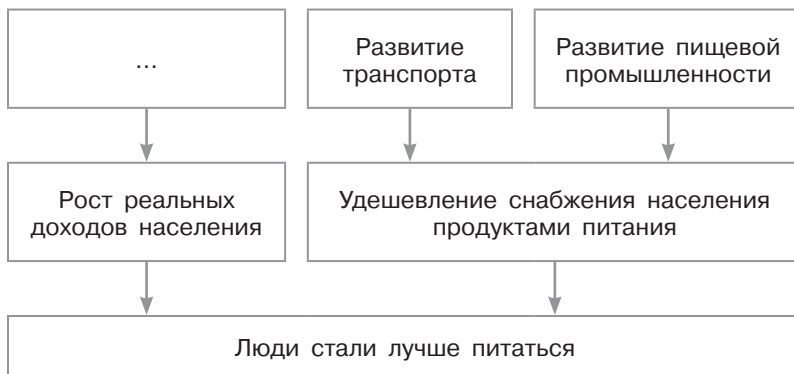 ...
Развитие
транспорта
Развитие пищевой
промышленности
Рост реальных
доходов населения
Удешевление снабжения населения
продуктами питания
Люди стали лучше питаться